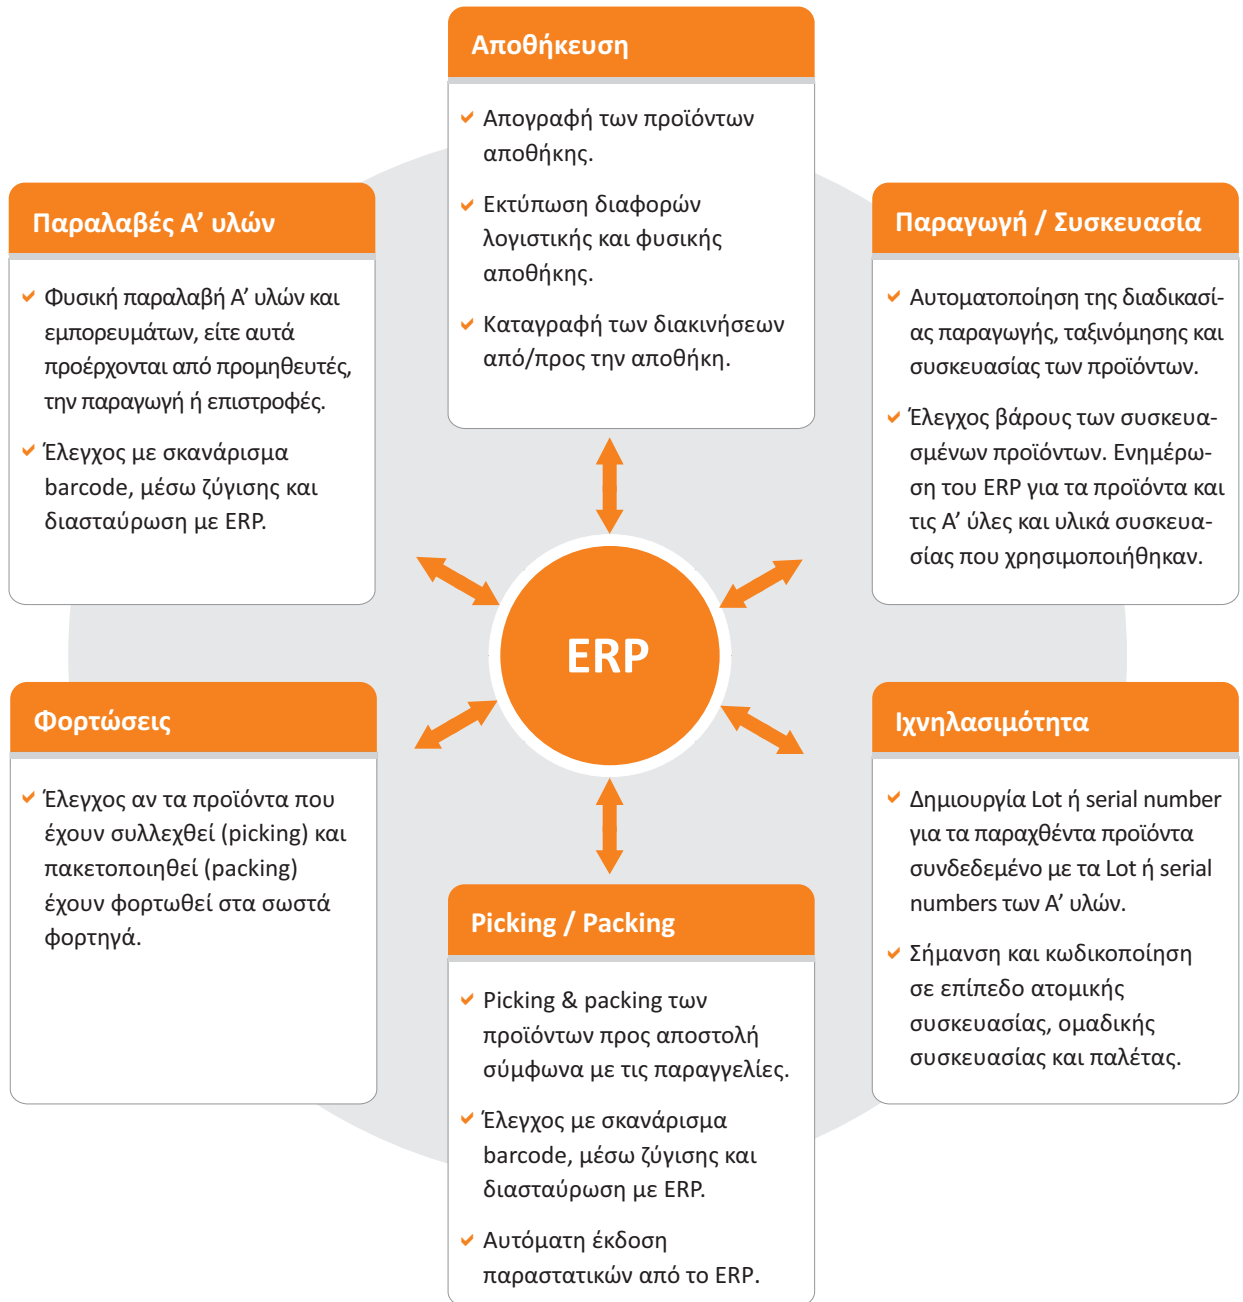 Αποθήκευση
Απογραφή των προϊόντων
αποθήκης.
Εκτύπωση διαφορών
λογιστικής και φυσικής
αποθήκης.
Καταγραφή των διακινήσεων
από/προς την αποθήκη.
Παραλαβές Α’ υλών
Φυσική παραλαβή Α’ υλών και
εμπορευμάτων, είτε αυτά
προέρχονται από προμηθευτές,
την παραγωγή ή επιστροφές.
Έλεγχος με σκανάρισμα
barcode, μέσω ζύγισης και
διασταύρωση με ERP.
Παραγωγή / Συσκευασία
Αυτοματοποίηση της διαδικασί-
ας παραγωγής, ταξινόμησης και
συσκευασίας των προϊόντων.
Έλεγχος βάρους των συσκευα-
σμένων προϊόντων. Ενημέρω-
ση του ERP για τα προϊόντα και
τις Α’ ύλες και υλικά συσκευα-
σίας που χρησιμοποιήθηκαν.
ERP
Φορτώσεις
Έλεγχος αν τα προϊόντα που
έχουν συλλεχθεί (picking) και
πακετοποιηθεί (packing)
έχουν φορτωθεί στα σωστά
φορτηγά.
Ιχνηλασιμότητα
Δημιουργία Lot ή serial number
για τα παραχθέντα προϊόντα
συνδεδεμένο με τα Lot ή serial
numbers των Α’ υλών.
Σήμανση και κωδικοποίηση
σε επίπεδο ατομικής
συσκευασίας, ομαδικής
συσκευασίας και παλέτας.
Picking / Packing
Picking & packing των
προϊόντων προς αποστολή
σύμφωνα με τις παραγγελίες.
Έλεγχος με σκανάρισμα
barcode, μέσω ζύγισης και
διασταύρωση με ERP.
Αυτόματη έκδοση
παραστατικών από το ERP.